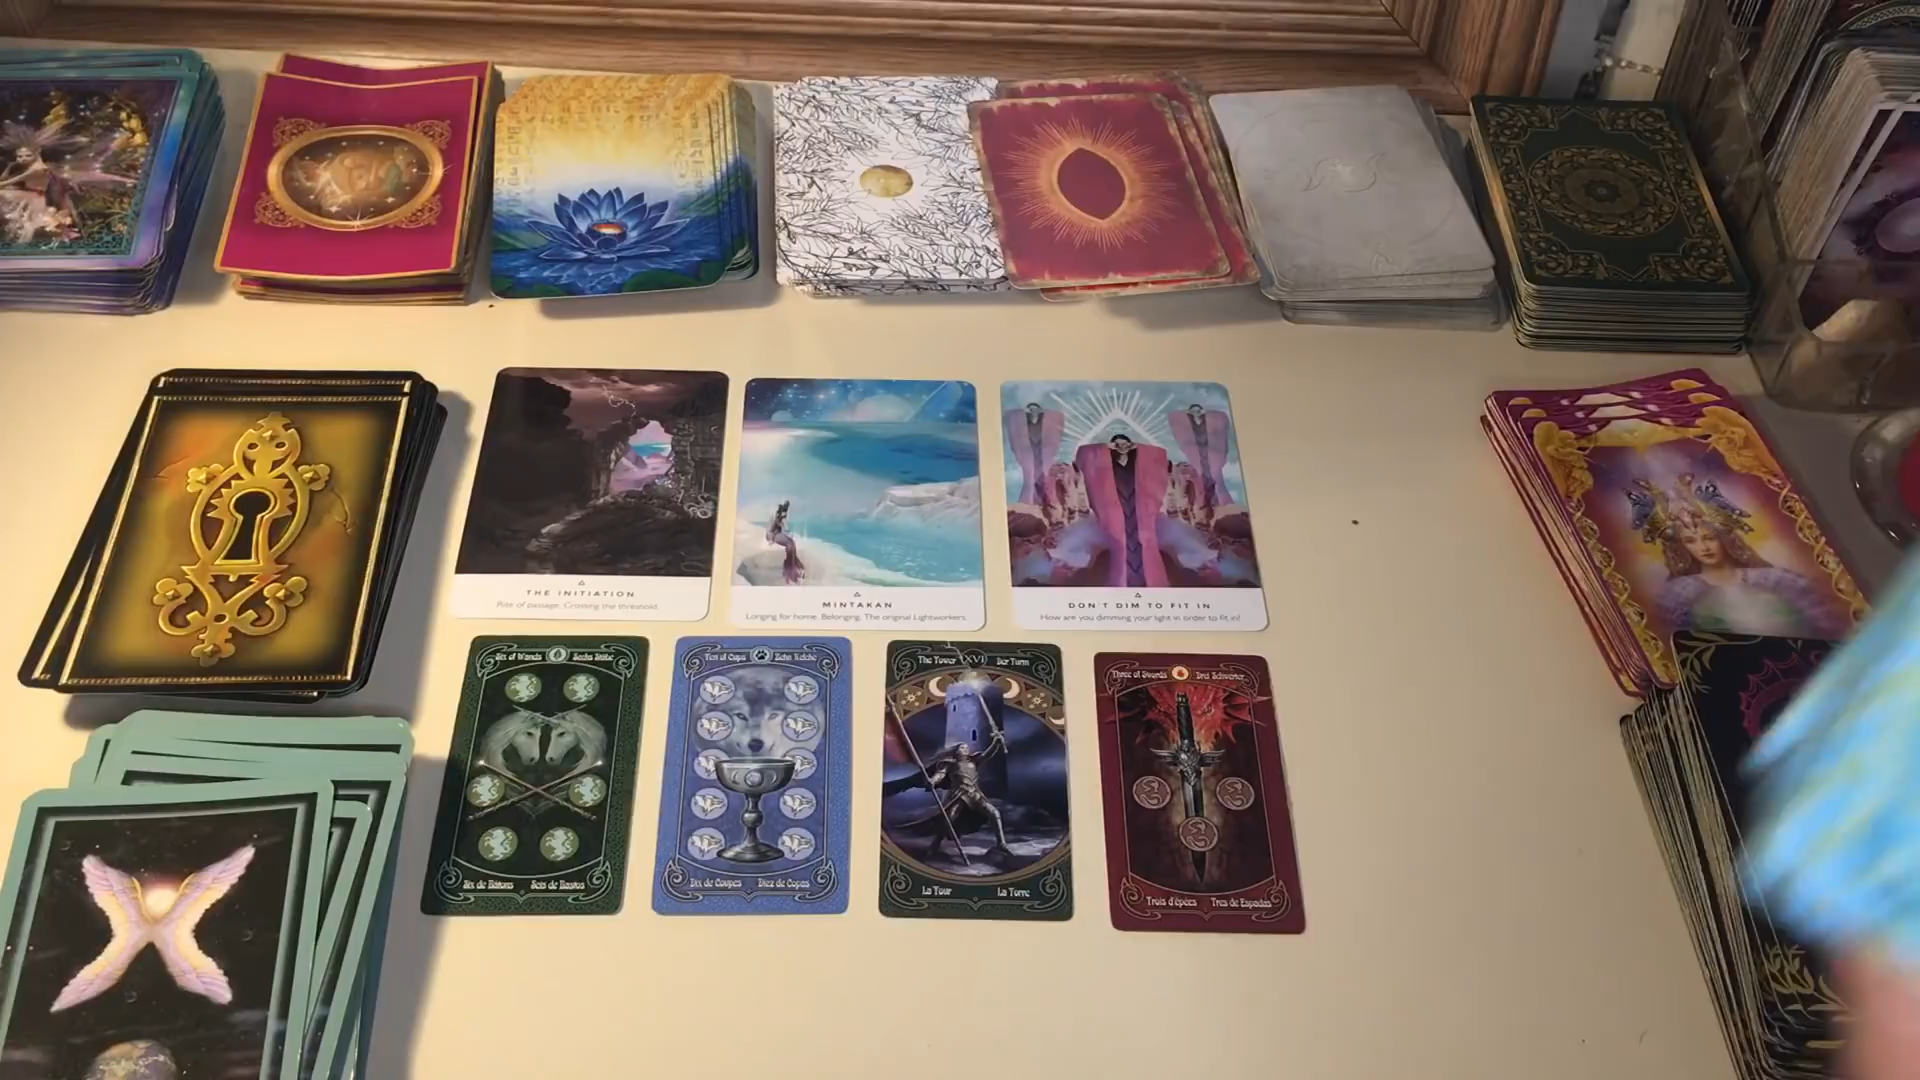 THE INITIATION
Rite of passage. Crossing the threshold.
MINTAKAN
Longing for home. Belonging. The original Lightworkers.
DON'T DIM TO FIT IN
How are you dimming your light in order to fit in?
Six of Wands Sechs Stäbe
Six de Bâtons Seis de Bastos
Ten of Cups Zehn Kelche
Dix de Coupes Diez de Copas
The Tower XVI Der Turm
La Tour La Torre
Three of Swords Drei Schwerter
Trois d'épées Tres de Espadas